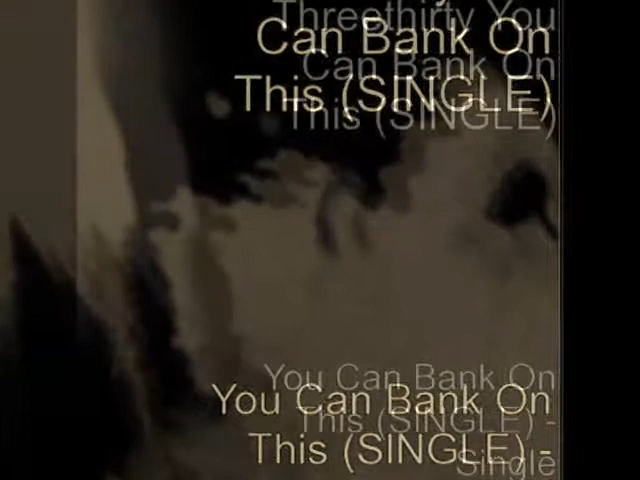 Threethirty You
Can Bank On
This (SINGLE)
Can Bank On
This (SINGLE)
You Can Bank On
This (SINGLE) -
Single
You Can Bank On
This (SINGLE) -